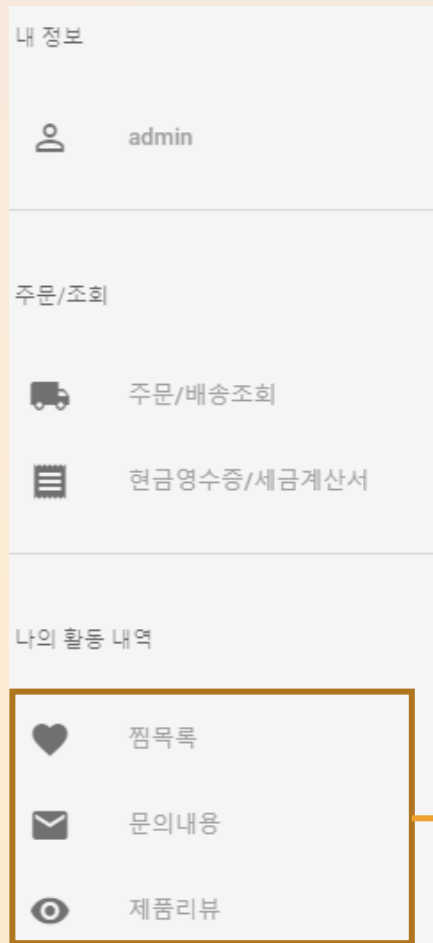 내 정보
admin
주문/조회
주문/배송조회
현금영수증/세금계산서
나의 활동 내역
찜목록
문의내용
제품리뷰